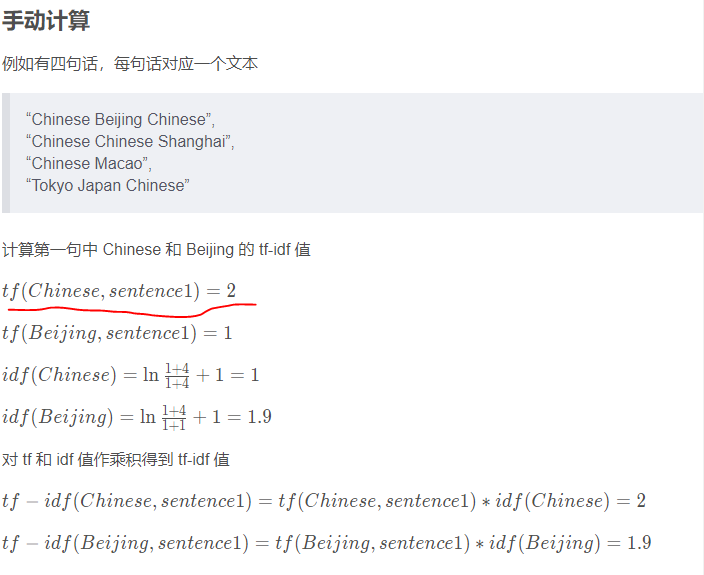 手动计算
例如有四句话，每句话对应一个文本
“Chinese Beijing Chinese”,
“Chinese Chinese Shanghai”,
“Chinese Macao”,
“Tokyo Japan Chinese”
计算第一句中 Chinese 和 Beijing 的 tf-idf 值
tf(Chinese, sentence1) = 2
tf(Beijing, sentence1) = 1
idf(Chinese) = ln \frac{1+4}{1+4} + 1 = 1
idf(Beijing) = ln \frac{1+4}{1+1} + 1 = 1.9
对 tf 和 idf 值作乘积得到 tf-idf 值
tf − idf(Chinese, sentence1) = tf(Chinese, sentence1) ∗ idf(Chinese) = 2
tf − idf(Beijing, sentence1) = tf(Beijing, sentence1) ∗ idf(Beijing) = 1.9